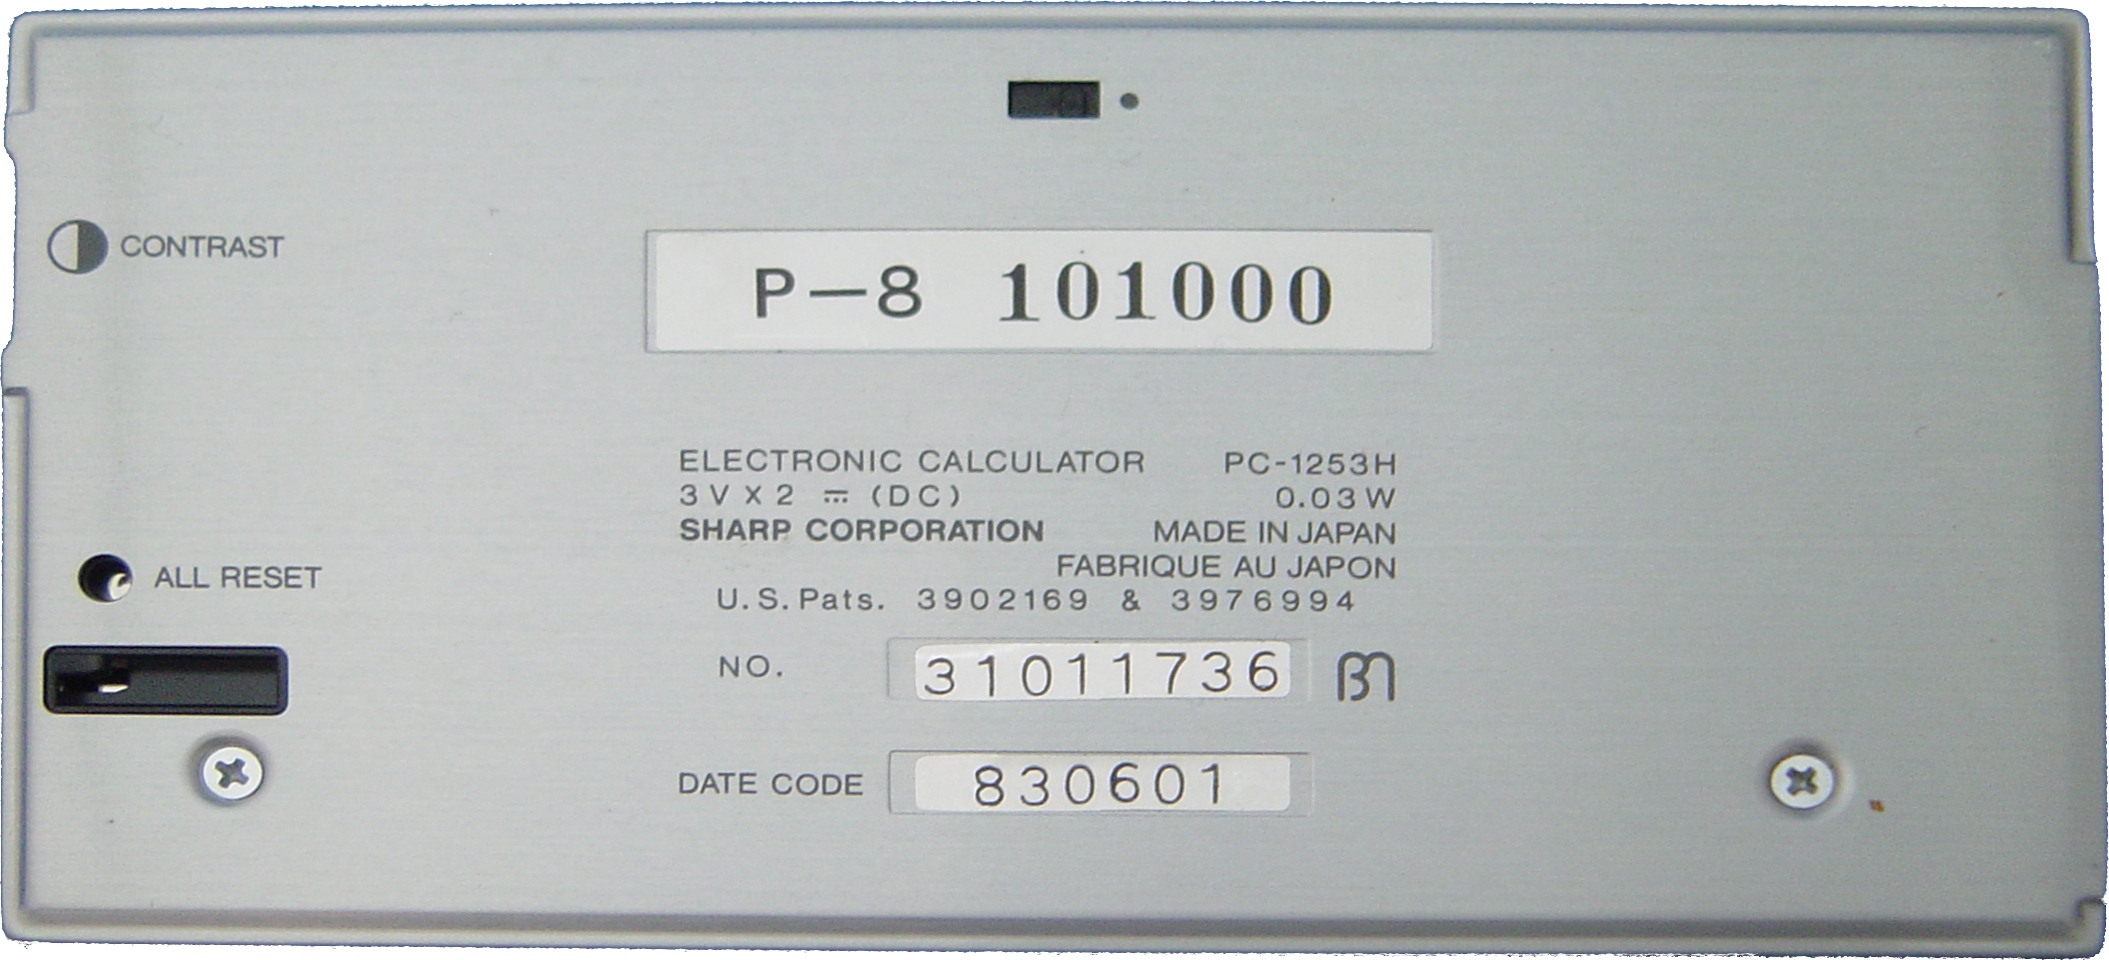 CONTRAST
P—8 101000
ELECTRONIC CALCULATOR PC-1253H
3V X 2 ⎓ (DC) 0.03W
SHARP CORPORATION MADE IN JAPAN
FABRIQUE AU JAPON
ALL RESET
U.S. Pats. 3902169 & 3976994
NO. 31011736
DATE CODE 830601